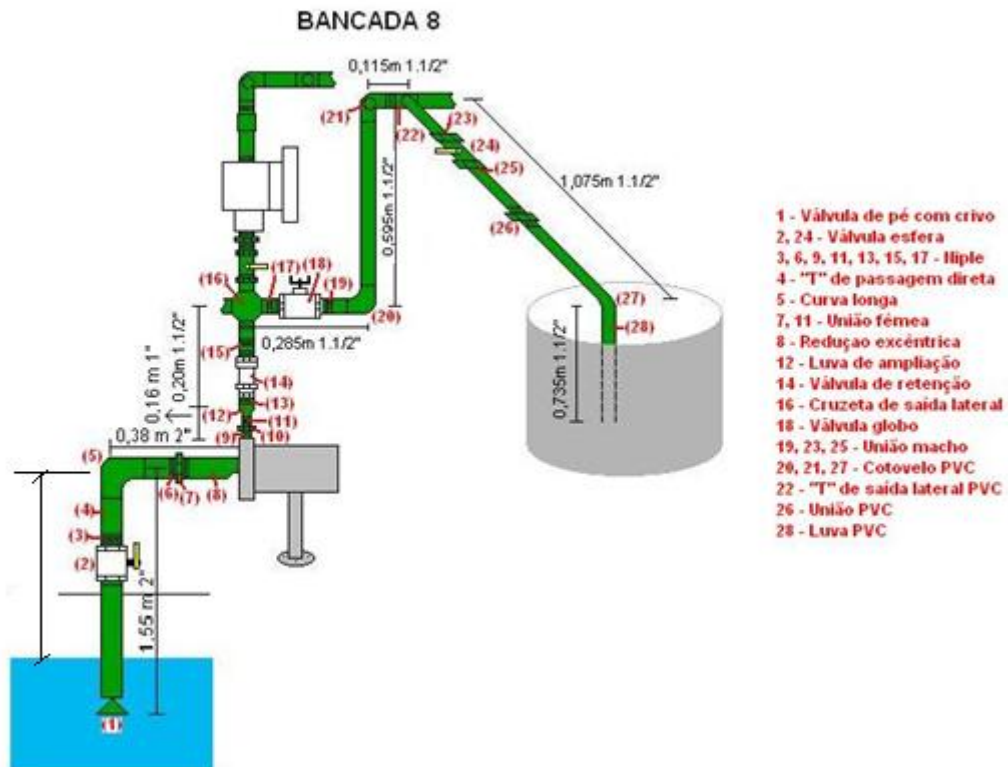 BANCADA 8
0,115m 1.1/2"
(21)
(22)
(23)
(24)
(25)
(26)
1,075m 1.1/2"
0,595m 1.1/2"
(16)
(17)
(18)
(19)
(20)
0,285m 1.1/2"
(27)
(28)
0,735m 1.1/2"
(15)
(14)
(13)
(12)
(11)
(10)
(9)
0,20m 1.1/2"
0,16 m 1"
0,38 m 2"
(5)
(6)
(7)
(8)
(4)
(3)
(2)
1.55 m 2"
(1)
1 - Válvula de pé com crivo
2, 24 - Válvula esfera
3, 6, 9, 11, 13, 15, 17 - Niple
4 - "T" de passagem direta
5 - Curva longa
7, 11 - União fêmea
8 - Reduçao excéntrica
12 - Luva de ampliação
14 - Válvula de retenção
16 - Cruzeta de saída lateral
18 - Válvula globo
19, 23, 25 - União macho
20, 21, 27 - Cotovelo PVC
22 - "T" de saída lateral PVC
26 - União PVC
28 - Luva PVC